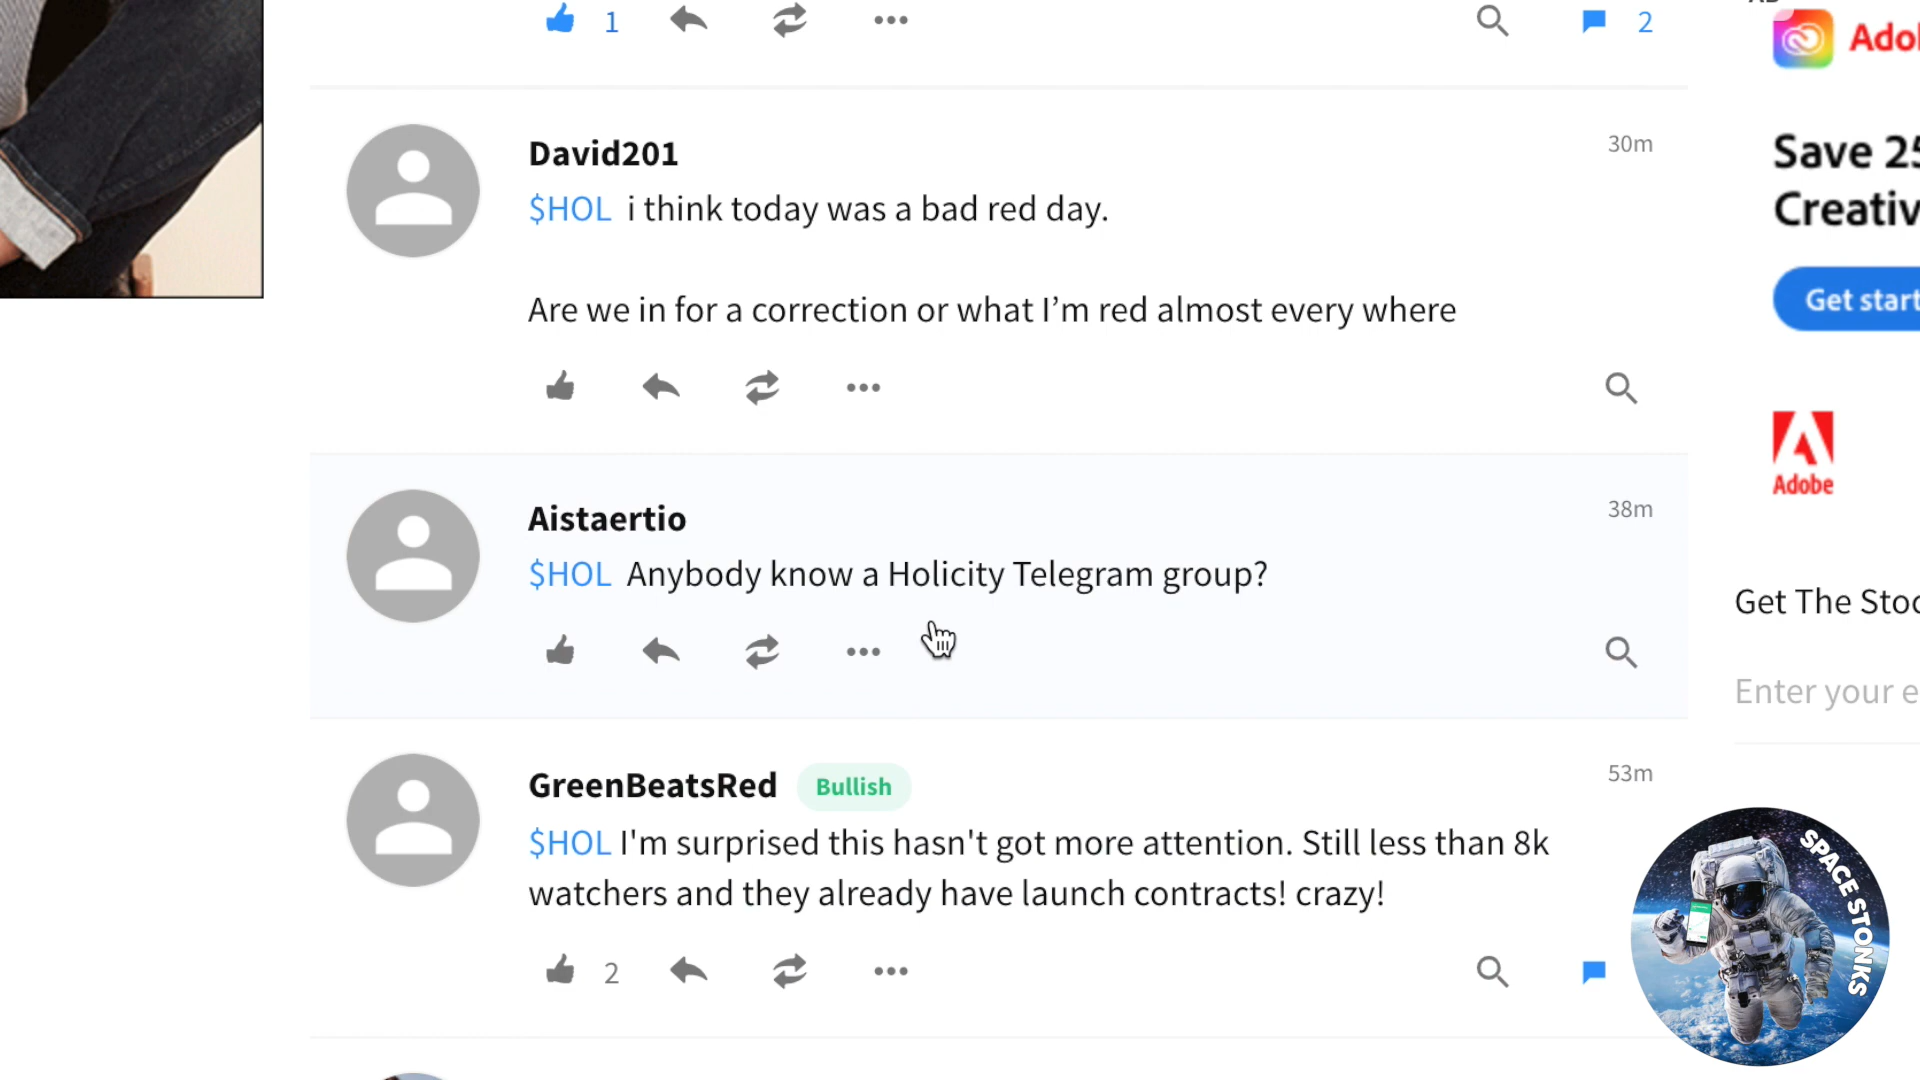 1
2
David201
30m
$HOL i think today was a bad red day.
Are we in for a correction or what I’m red almost every where
Aistaertio
38m
$HOL Anybody know a Holicity Telegram group?
GreenBeatsRed Bullish
53m
$HOL I'm surprised this hasn't got more attention. Still less than 8k
watchers and they already have launch contracts! crazy!
2
Save 25
Creativ
Get start
Adobe
Get The Stoc
Enter your e
SPACE STONKS